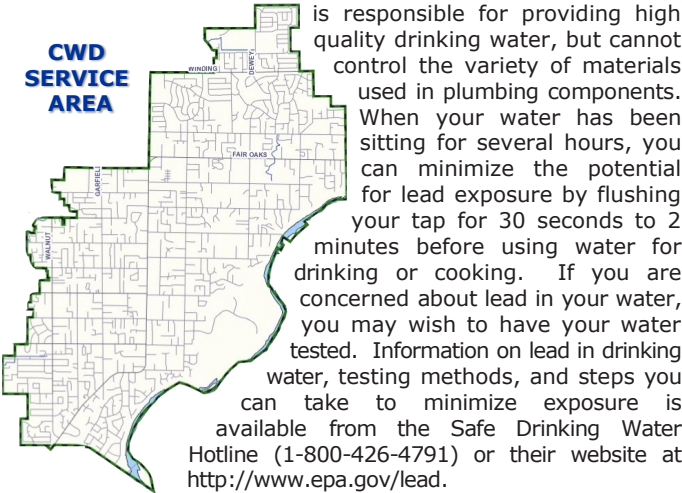 CWD
SERVICE
AREA
WINDING
DEWEY
FAIR OAKS
GARFIELD
WALNUT
is responsible for providing high
quality drinking water, but cannot
control the variety of materials
used in plumbing components.
When your water has been
sitting for several hours, you
can minimize the potential
for lead exposure by flushing
your tap for 30 seconds to 2
minutes before using water for
drinking or cooking. If you are
concerned about lead in your water,
you may wish to have your water
tested. Information on lead in drinking
water, testing methods, and steps you
can take to minimize exposure is
available from the Safe Drinking Water
Hotline (1-800-426-4791) or their website at
http://www.epa.gov/lead.